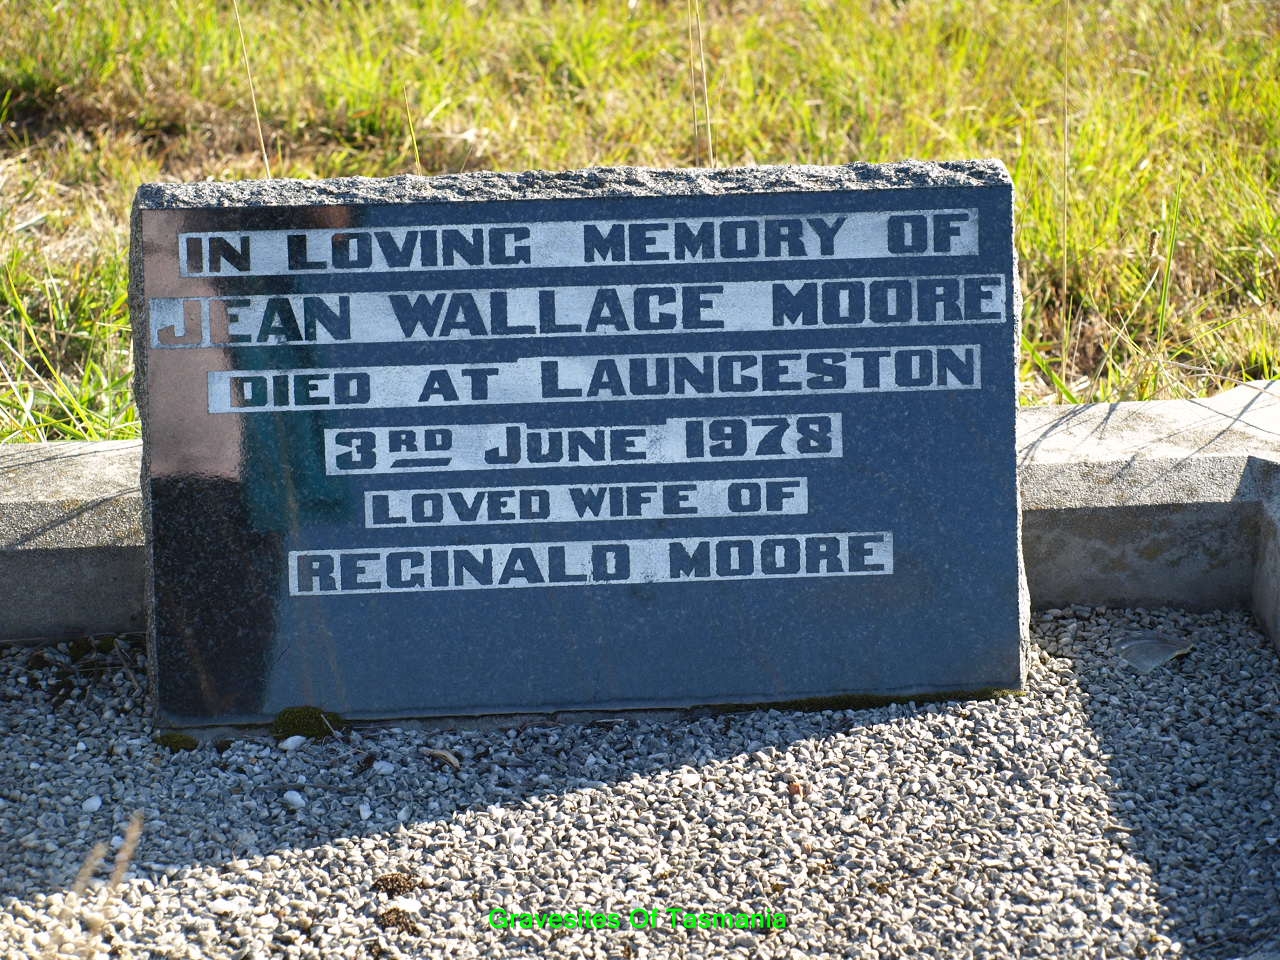 IN LOVING MEMORY OF
JEAN WALLACE MOORE
DIED AT LAUNCESTON
3RD JUNE 1978
LOVED WIFE OF
REGINALD MOORE
Gravesites Of Tasmania